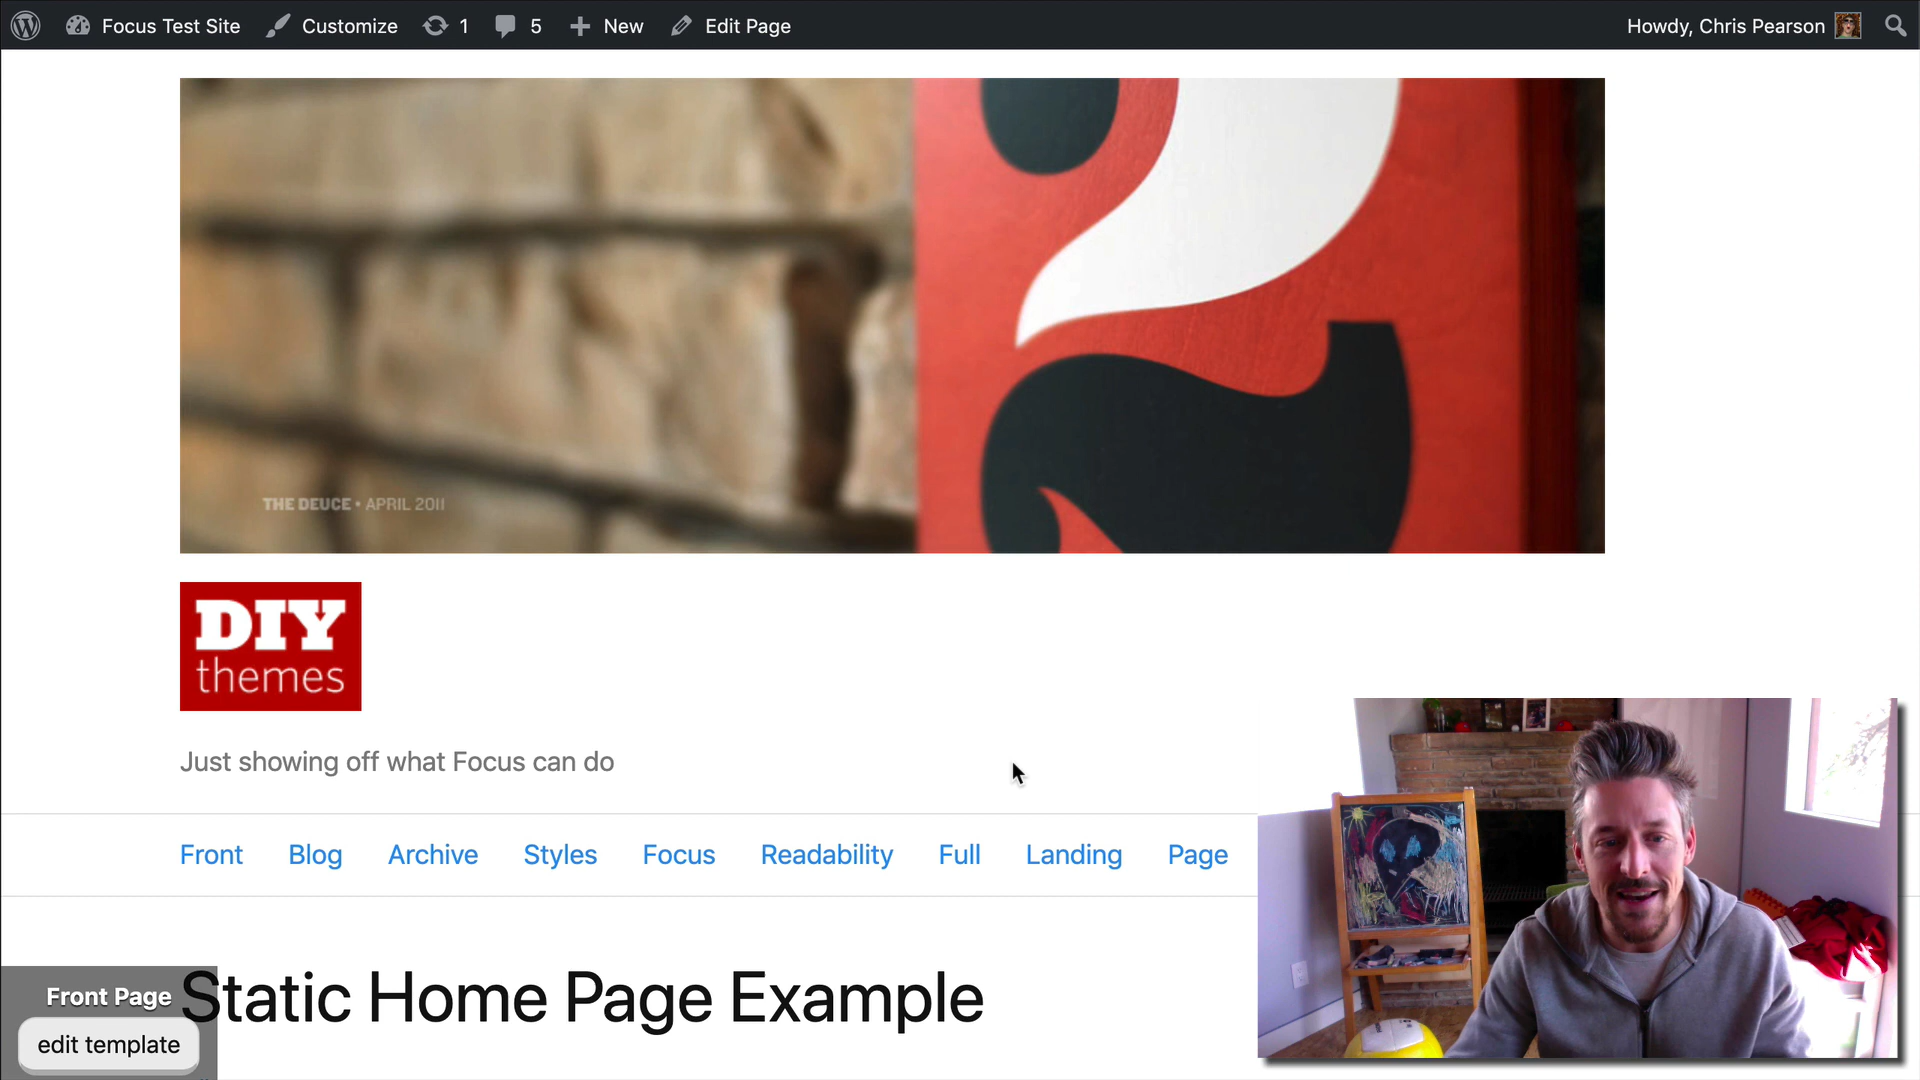 Focus Test Site Customize 1 5 New Edit Page Howdy, Chris Pearson
THE DEUCE • APRIL 2011
DIY
themes
Just showing off what Focus can do
Front Blog Archive Styles Focus Readability Full Landing Page
Static Home Page Example
Front Page
edit template